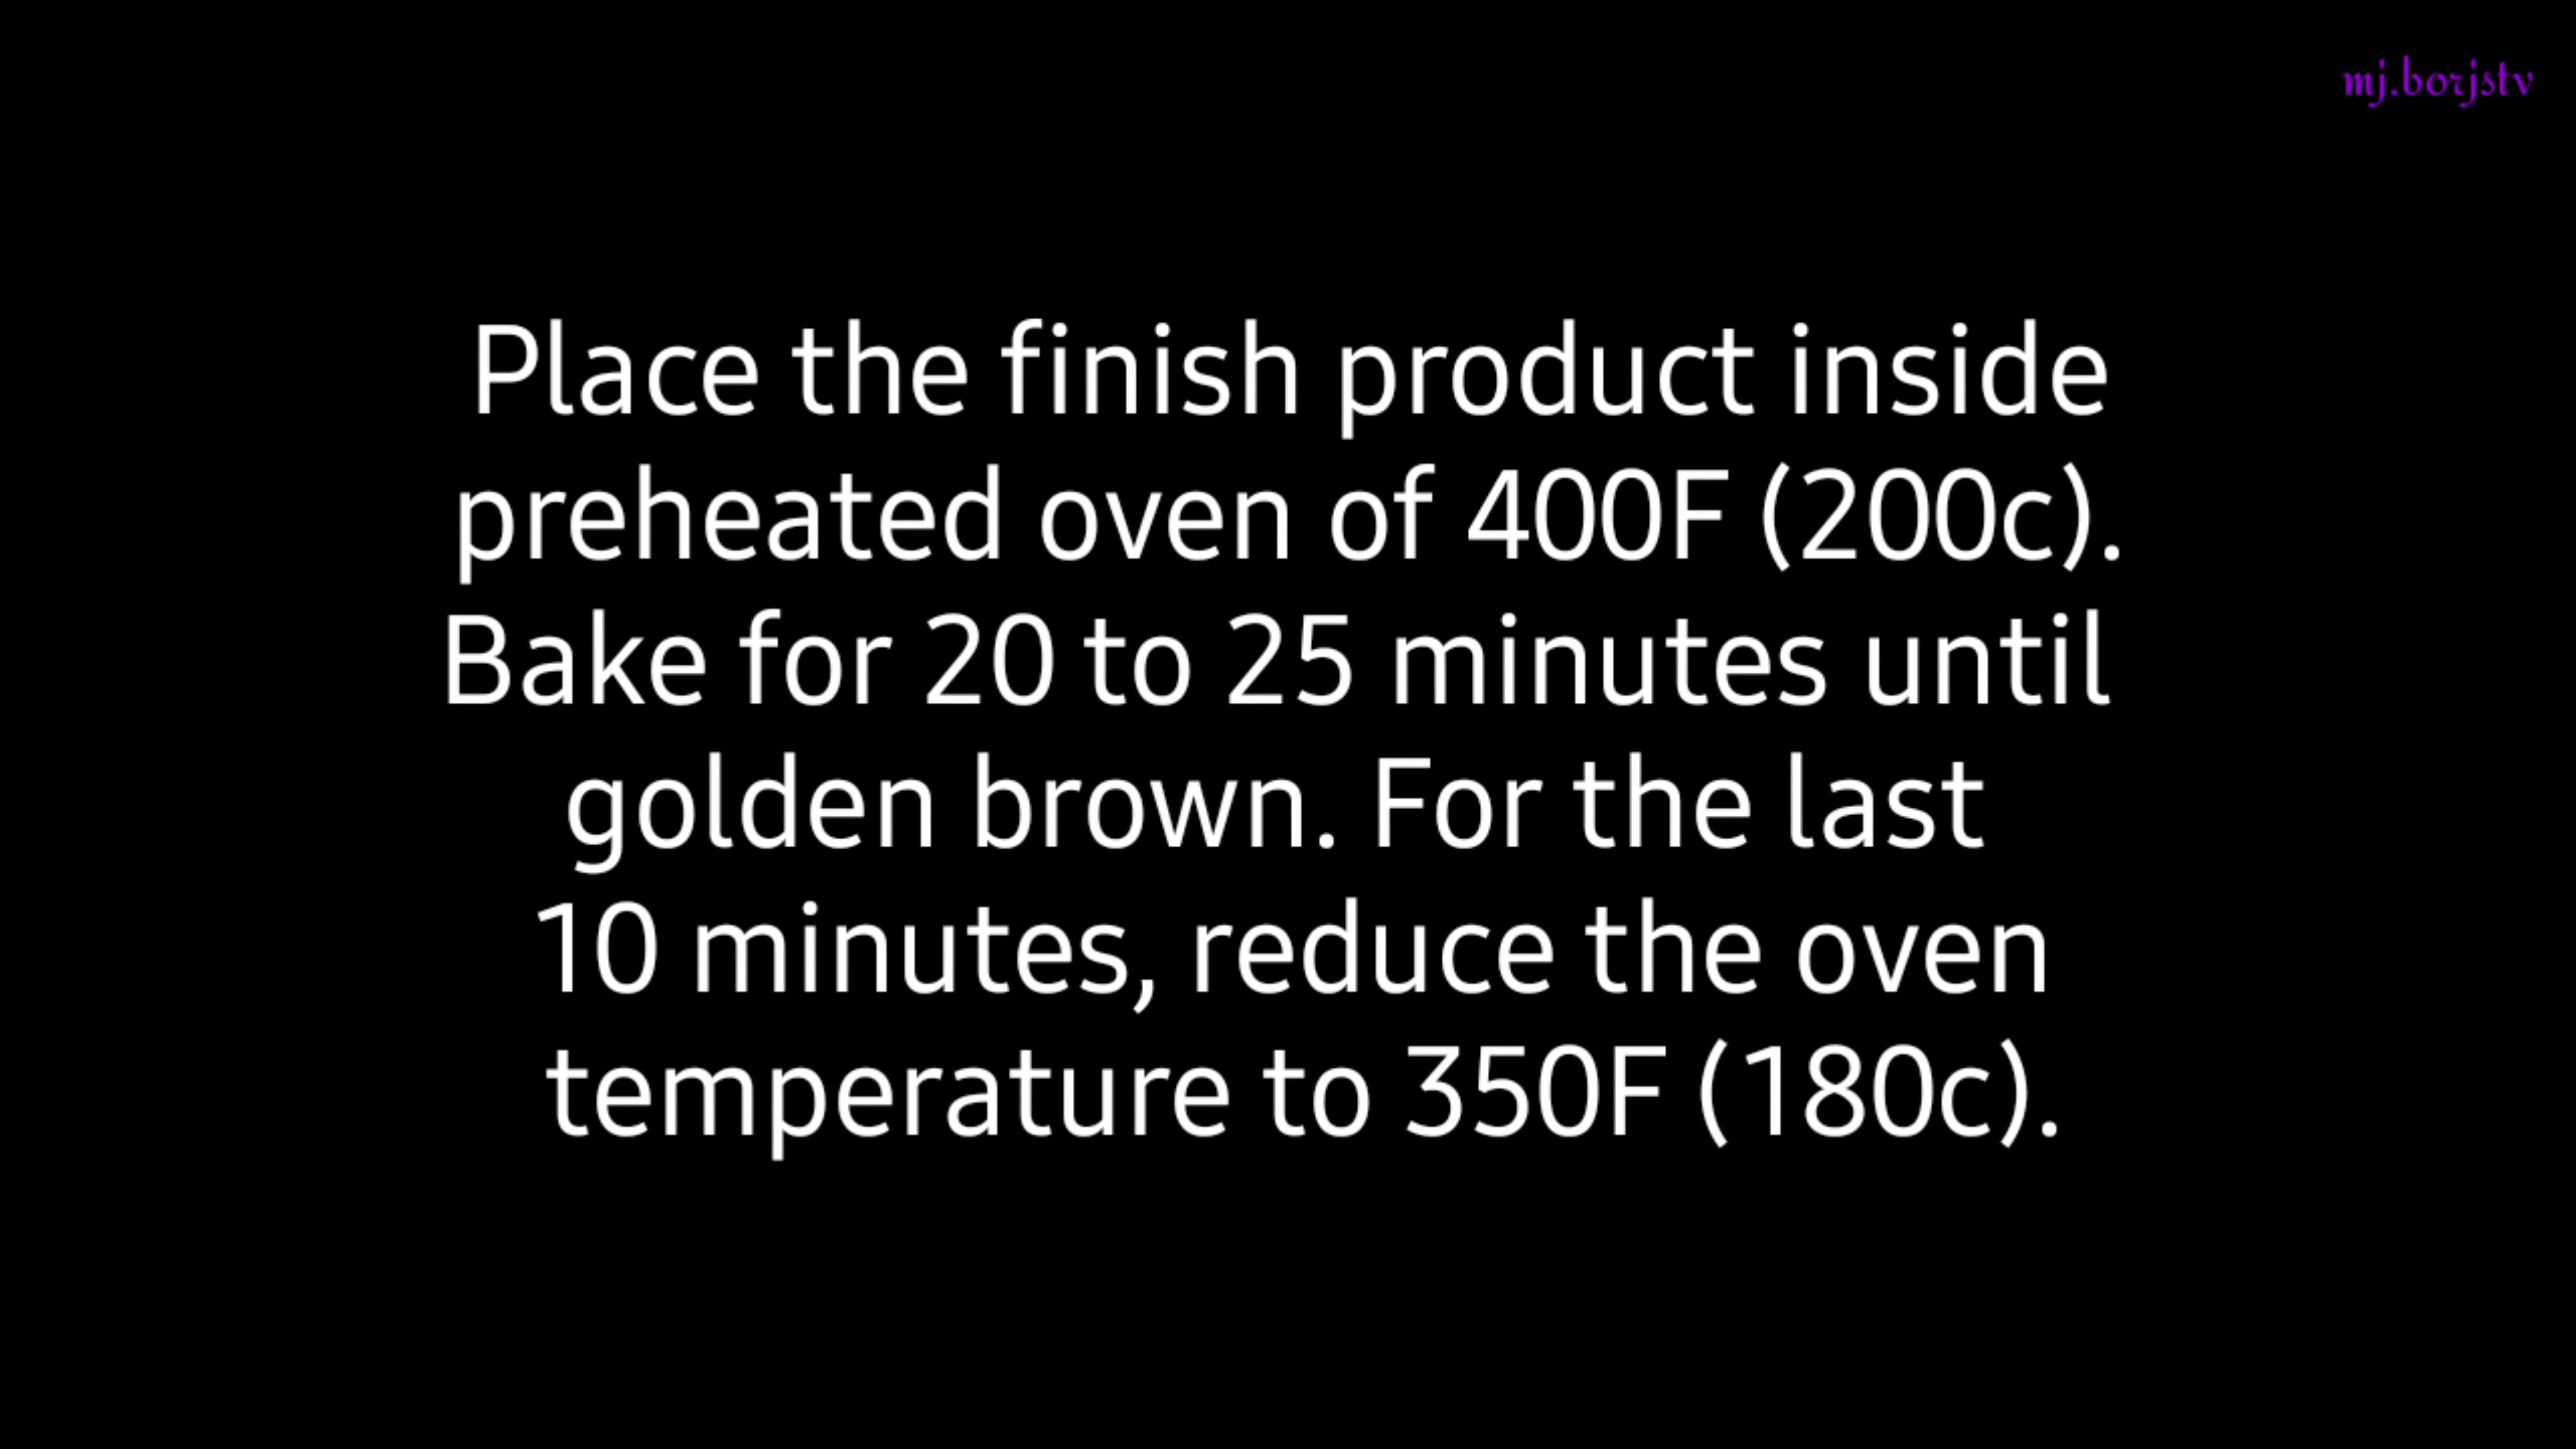 mj.borjstv
Place the finish product inside
preheated oven of 400F (200c).
Bake for 20 to 25 minutes until
golden brown. For the last
10 minutes, reduce the oven
temperature to 350F (180c).